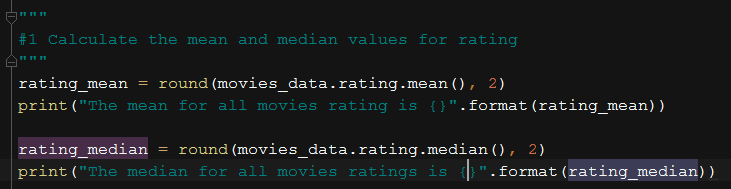 """
#1 Calculate the mean and median values for rating
"""
rating_mean = round(movies_data.rating.mean(), 2)
print("The mean for all movies rating is {}".format(rating_mean))
rating_median = round(movies_data.rating.median(), 2)
print("The median for all movies ratings is {}".format(rating_median))